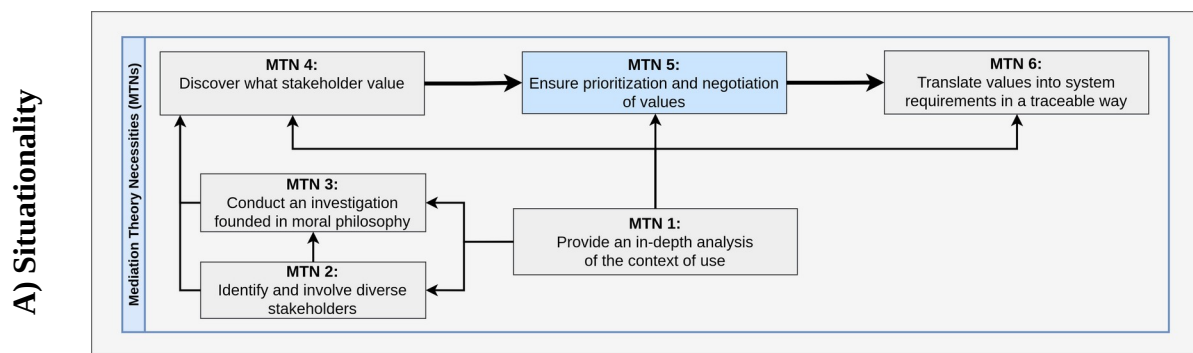 A) Situationality
Mediation Theory Necessities (MTNs)
MTN 4:
Discover what stakeholder value
MTN 5:
Ensure prioritization and negotiation
of values
MTN 6:
Translate values into system
requirements in a traceable way
MTN 3:
Conduct an investigation
founded in moral philosophy
MTN 1:
Provide an in-depth analysis
of the context of use
MTN 2:
Identify and involve diverse
stakeholders